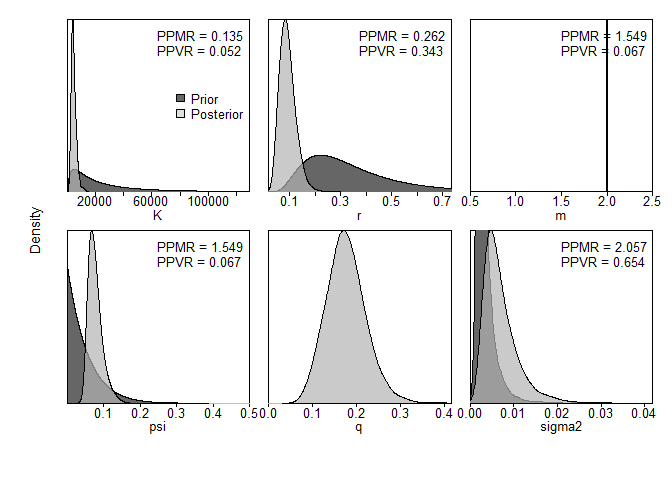 PPMR = 0.135
PPVR = 0.052
Prior
Posterior
20000 60000 100000
K
PPMR = 0.262
PPVR = 0.343
0.1 0.3 0.5 0.7
r
PPMR = 1.549
PPVR = 0.067
0.5 1.0 1.5 2.0 2.5
m
Density
PPMR = 1.549
PPVR = 0.067
0.1 0.2 0.3 0.4 0.5
psi
0.0 0.1 0.2 0.3 0.4
q
PPMR = 2.057
PPVR = 0.654
0.00 0.01 0.02 0.03 0.04
sigma2